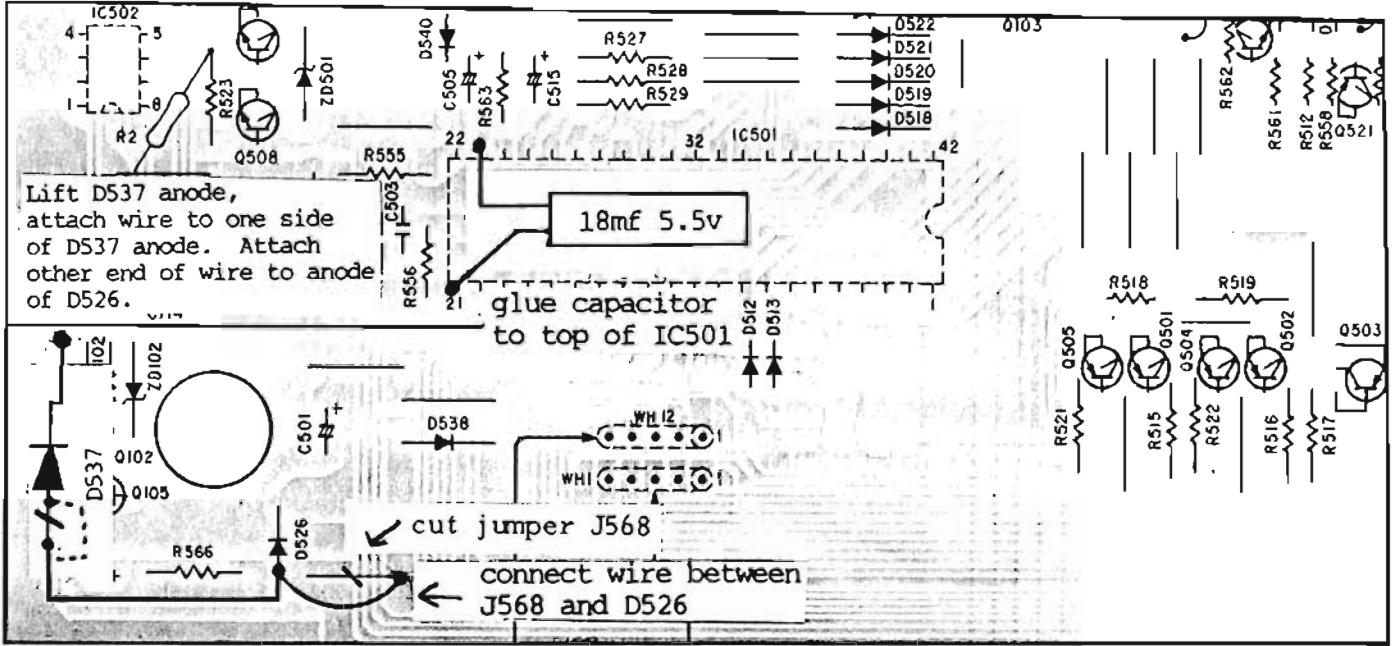 IC502
4
5
1
8
R2
R523
Q508
ZD501
D540
C505
R563
C515
R527
R528
R529
D522
D521
D520
D519
D518
Q103
R562
R561
R512
R558
Q521
R555
C503
R556
22
32
IC501
42
21
18mf 5.5v
Lift D537 anode,
attach wire to one side
of D537 anode. Attach
other end of wire to anode
of D526.
glue capacitor
to top of IC501
D512
D513
R518
R519
Q505
Q501
Q504
Q502
Q503
R521
R515
R522
R516
R517
ZD102
C501
D538
WH12
1
WH1
D537
Q102
Q105
R566
D526
cut jumper J568
connect wire between
J568 and D526